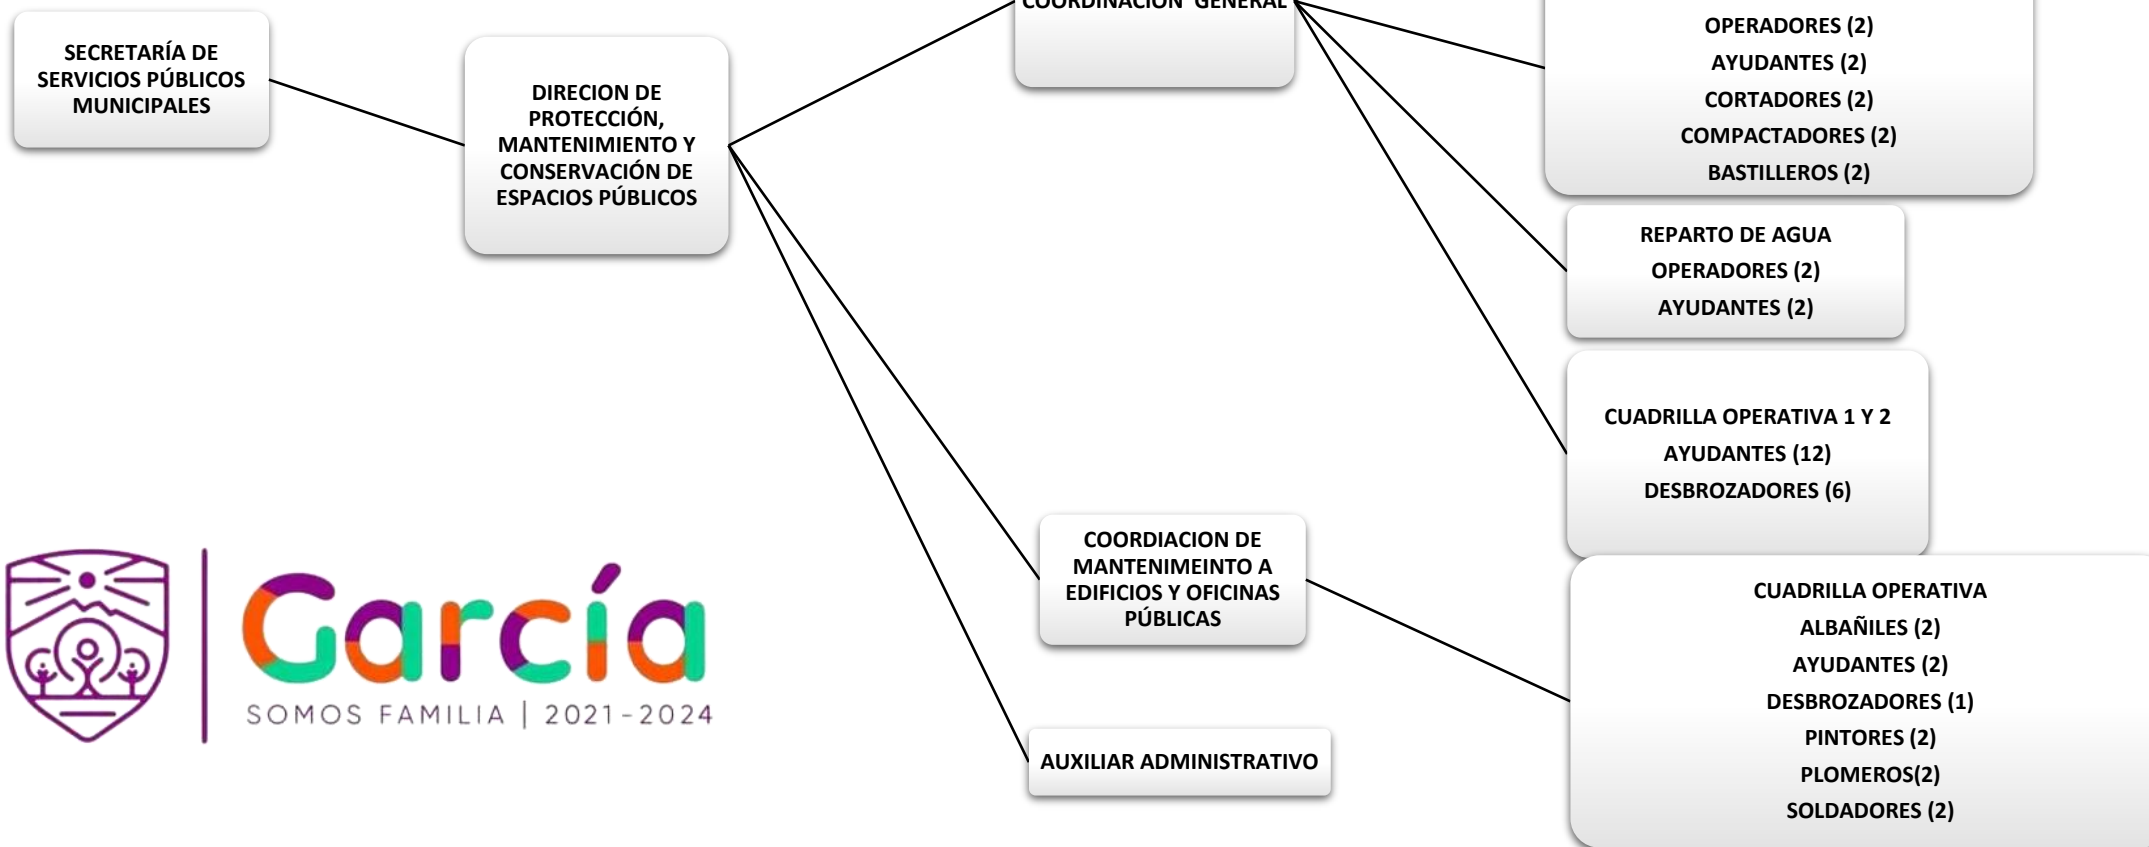 SECRETARÍA DE
SERVICIOS PÚBLICOS
MUNICIPALES
DIRECION DE
PROTECCIÓN,
MANTENIMIENTO Y
CONSERVACIÓN DE
ESPACIOS PÚBLICOS
COORDINACION GENERAL
OPERADORES (2)
AYUDANTES (2)
CORTADORES (2)
COMPACTADORES (2)
BASTILLEROS (2)
REPARTO DE AGUA
OPERADORES (2)
AYUDANTES (2)
CUADRILLA OPERATIVA 1 Y 2
AYUDANTES (12)
DESBROZADORES (6)
COORDIACION DE
MANTENIMEINTO A
EDIFICIOS Y OFICINAS
PÚBLICAS
CUADRILLA OPERATIVA
ALBAÑILES (2)
AYUDANTES (2)
DESBROZADORES (1)
PINTORES (2)
PLOMEROS(2)
SOLDADORES (2)
AUXILIAR ADMINISTRATIVO
García
SOMOS FAMILIA | 2021-2024